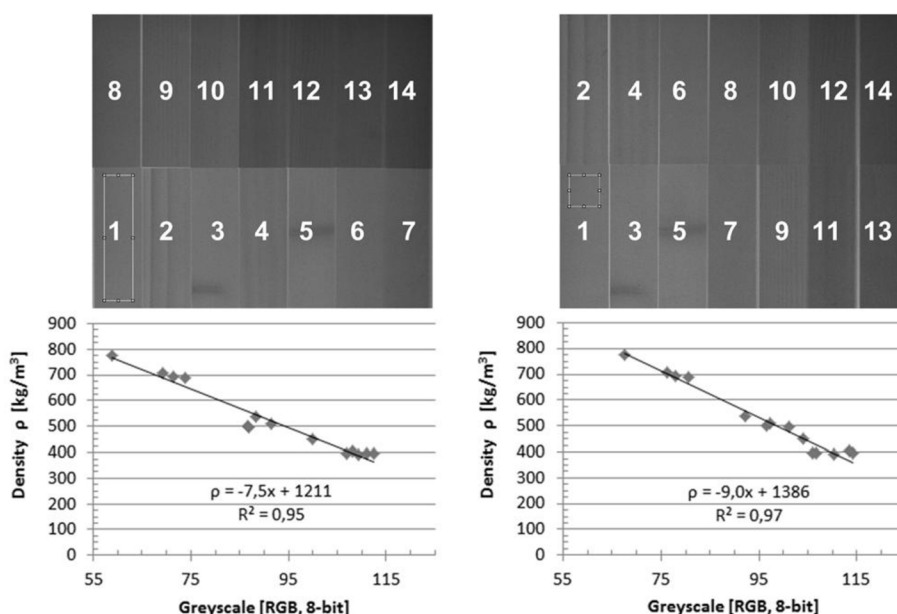 8 9 10 11 12 13 14
1 2 3 4 5 6 7
2 4 6 8 10 12 14
1 3 5 7 9 11 13
900
800
700
600
500
400
300
200
100
0
Density ρ [kg/m³]
ρ = -7,5x + 1211
R² = 0,95
55 75 95 115
Greyscale [RGB, 8-bit]
900
800
700
600
500
400
300
200
100
0
Density ρ [kg/m³]
ρ = -9,0x + 1386
R² = 0,97
55 75 95 115
Greyscale [RGB, 8-bit]